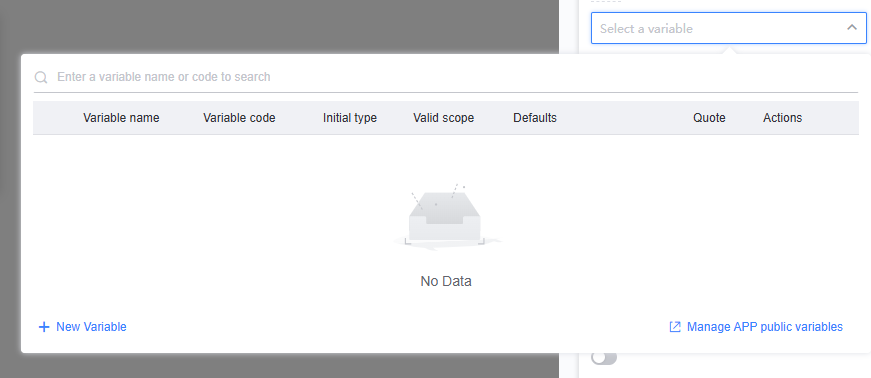 Select a variable
Enter a variable name or code to search
Variable name Variable code Initial type Valid scope Defaults Quote Actions
No Data
New Variable Manage APP public variables